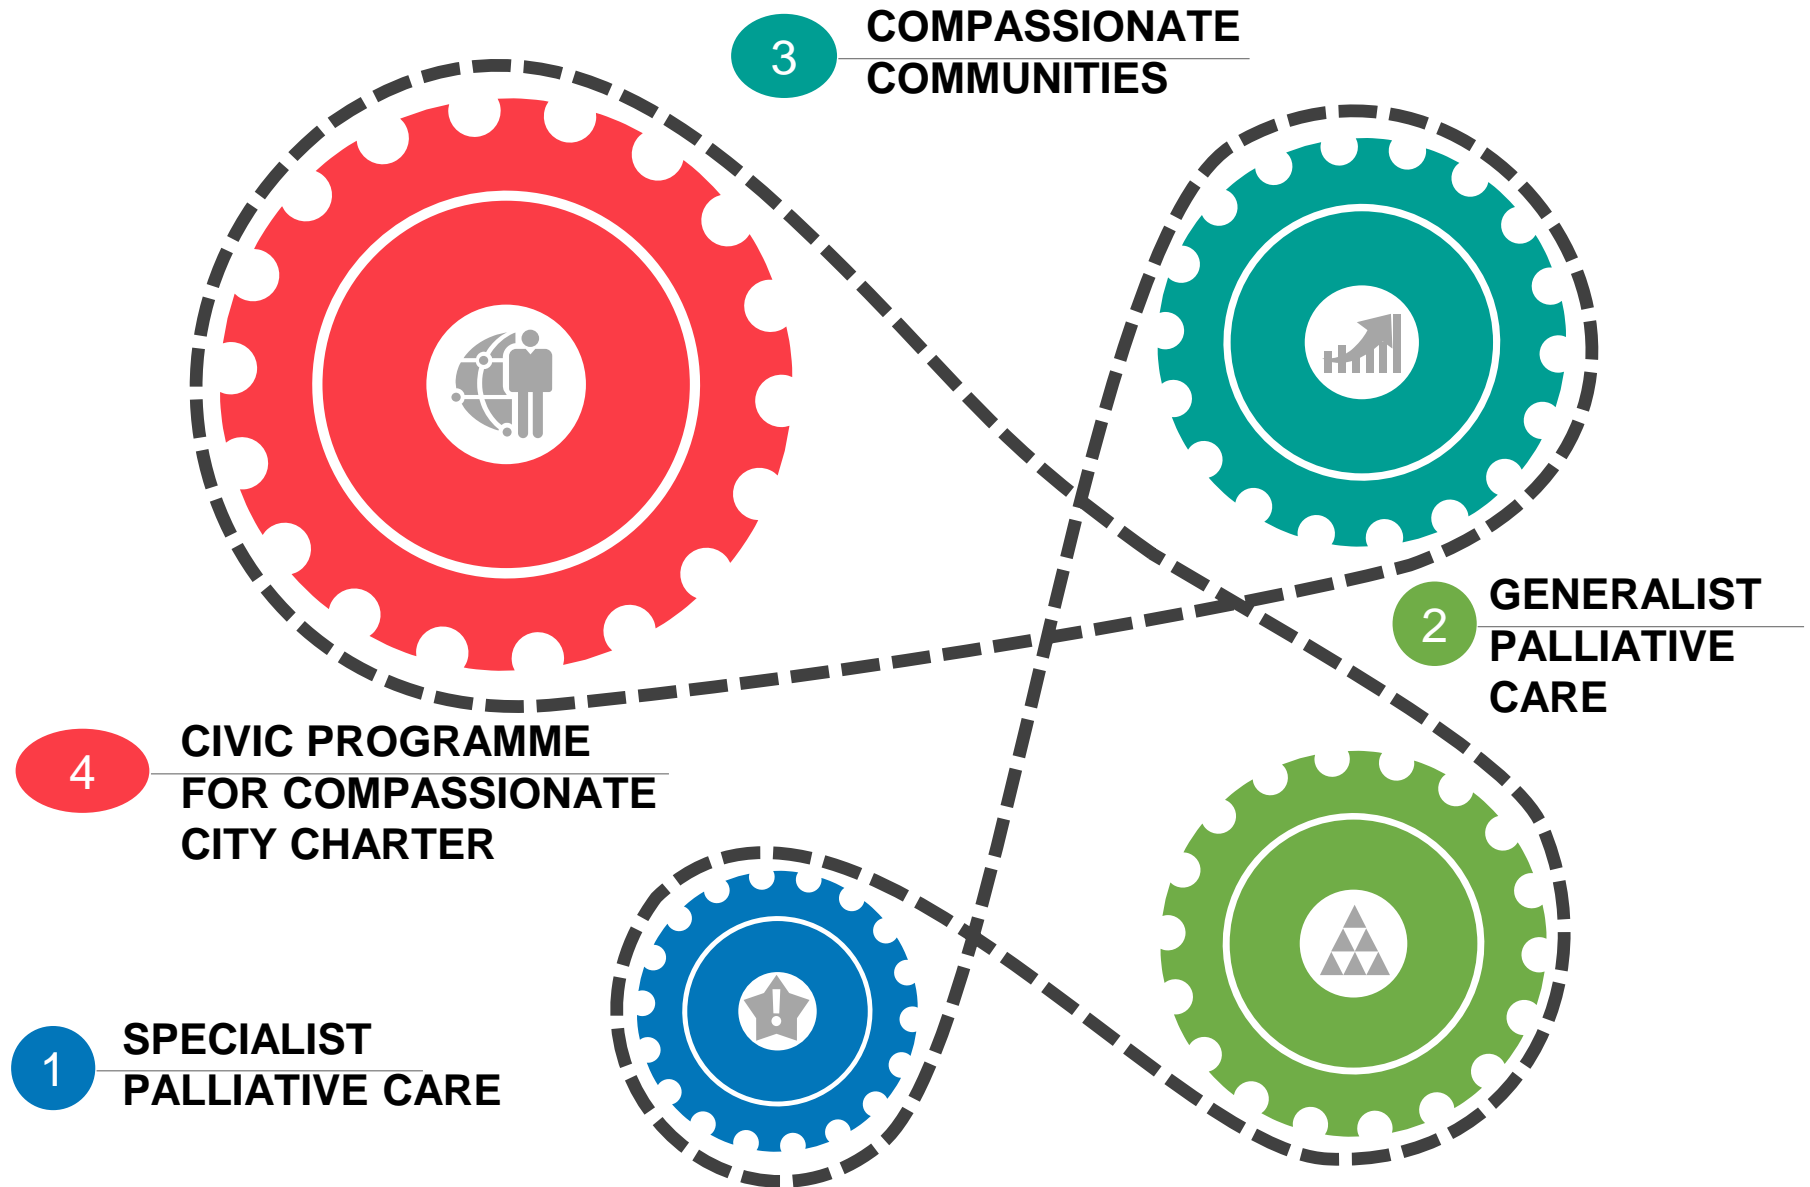 3
COMPASSIONATE
COMMUNITIES
2
GENERALIST
PALLIATIVE
CARE
4
CIVIC PROGRAMME
FOR COMPASSIONATE
CITY CHARTER
1
SPECIALIST
PALLIATIVE CARE
!